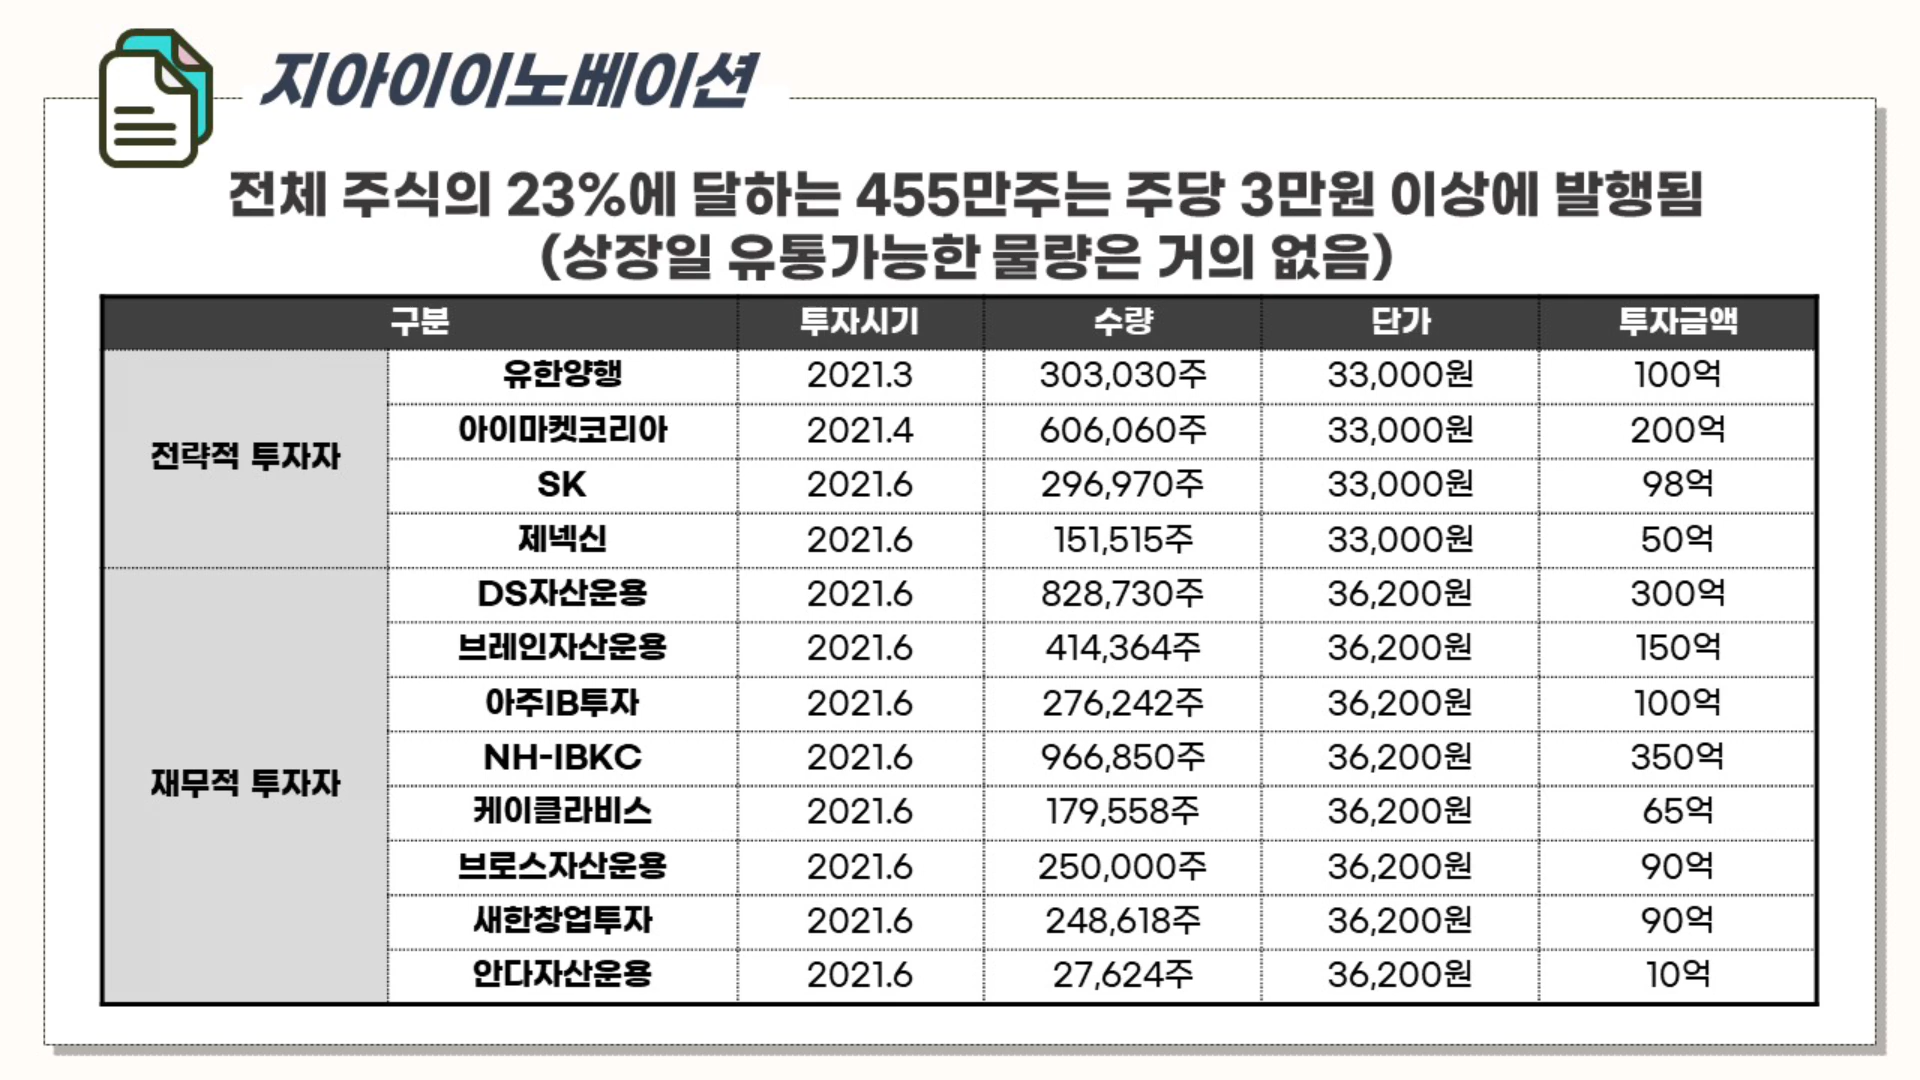 지아이이노베이션
전체 주식의 23%에 달하는 455만주는 주당 3만원 이상에 발행됨
(상장일 유통가능한 물량은 거의 없음)
구분 투자시기 수량 단가 투자금액
전략적 투자자
유한양행 2021.3 303,030주 33,000원 100억
아이마켓코리아 2021.4 606,060주 33,000원 200억
SK 2021.6 296,970주 33,000원 98억
제넥신 2021.6 151,515주 33,000원 50억
재무적 투자자
DS자산운용 2021.6 828,730주 36,200원 300억
브레인자산운용 2021.6 414,364주 36,200원 150억
아주IB투자 2021.6 276,242주 36,200원 100억
NH-IBKC 2021.6 966,850주 36,200원 350억
케이클라비스 2021.6 179,558주 36,200원 65억
브로스자산운용 2021.6 250,000주 36,200원 90억
새한창업투자 2021.6 248,618주 36,200원 90억
안다자산운용 2021.6 27,624주 36,200원 10억